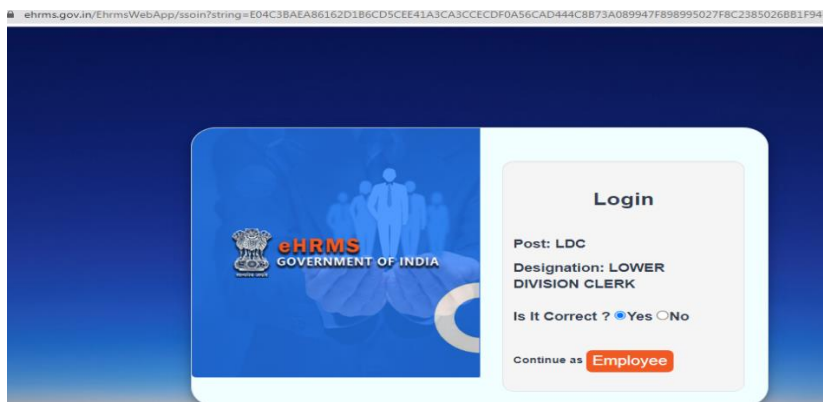 ehrms.gov.in/EhrmsWebApp/ssoin?string=E04C3BAEA86162D1B6CD5CEE41A3CA3CCECDF0A56CAD444C8B73A089947F898995027F8C2385026BB1F94
Login
eHRMS
GOVERNMENT OF INDIA
Post: LDC
Designation: LOWER
DIVISION CLERK
Is It Correct ? Yes No
Continue as Employee